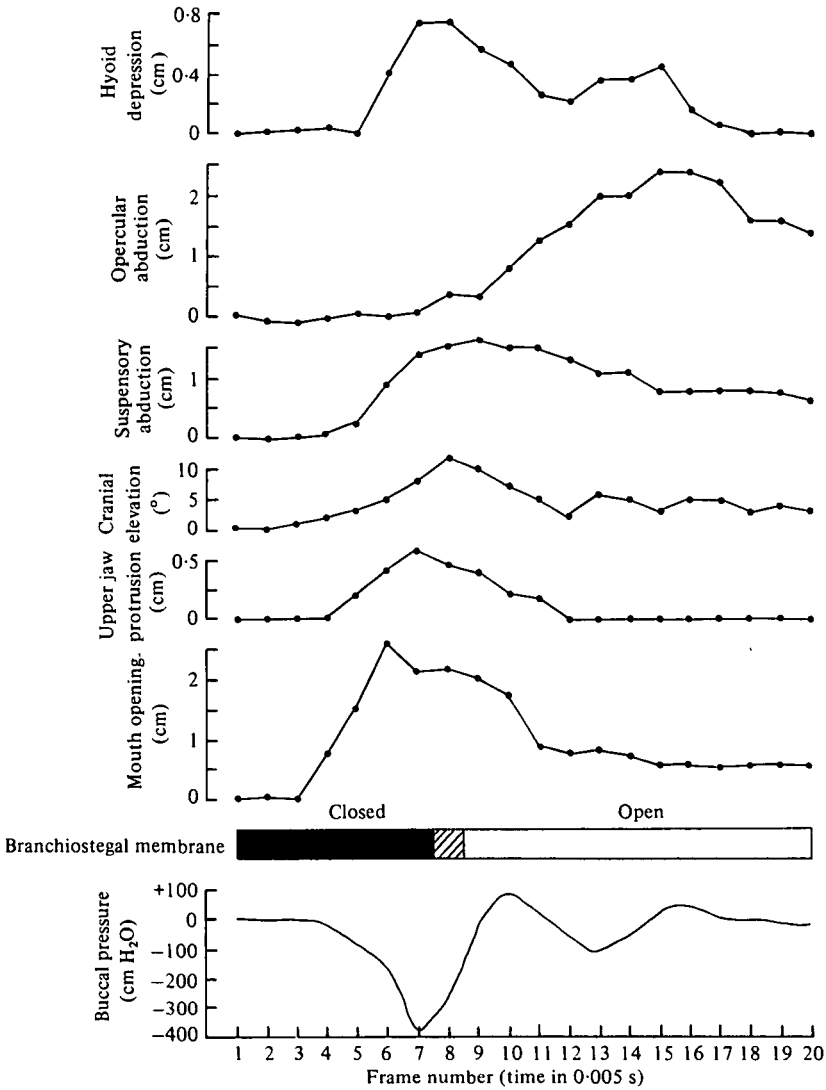 Hyoid
depression
(cm)
0·8
0·4
0
Opercular
abduction
(cm)
2
1
0
Suspensory
abduction
(cm)
1
0
Cranial
elevation
(°)
10
5
0
Upper jaw
protrusion
(cm)
0·5
0
Mouth opening.
(cm)
2
1
0
Closed
Open
Branchiostegal membrane
Buccal pressure
(cm H₂O)
+100
0
−100
−200
−300
−400
1 2 3 4 5 6 7 8 9 10 11 12 13 14 15 16 17 18 19 20
Frame number (time in 0·005 s)